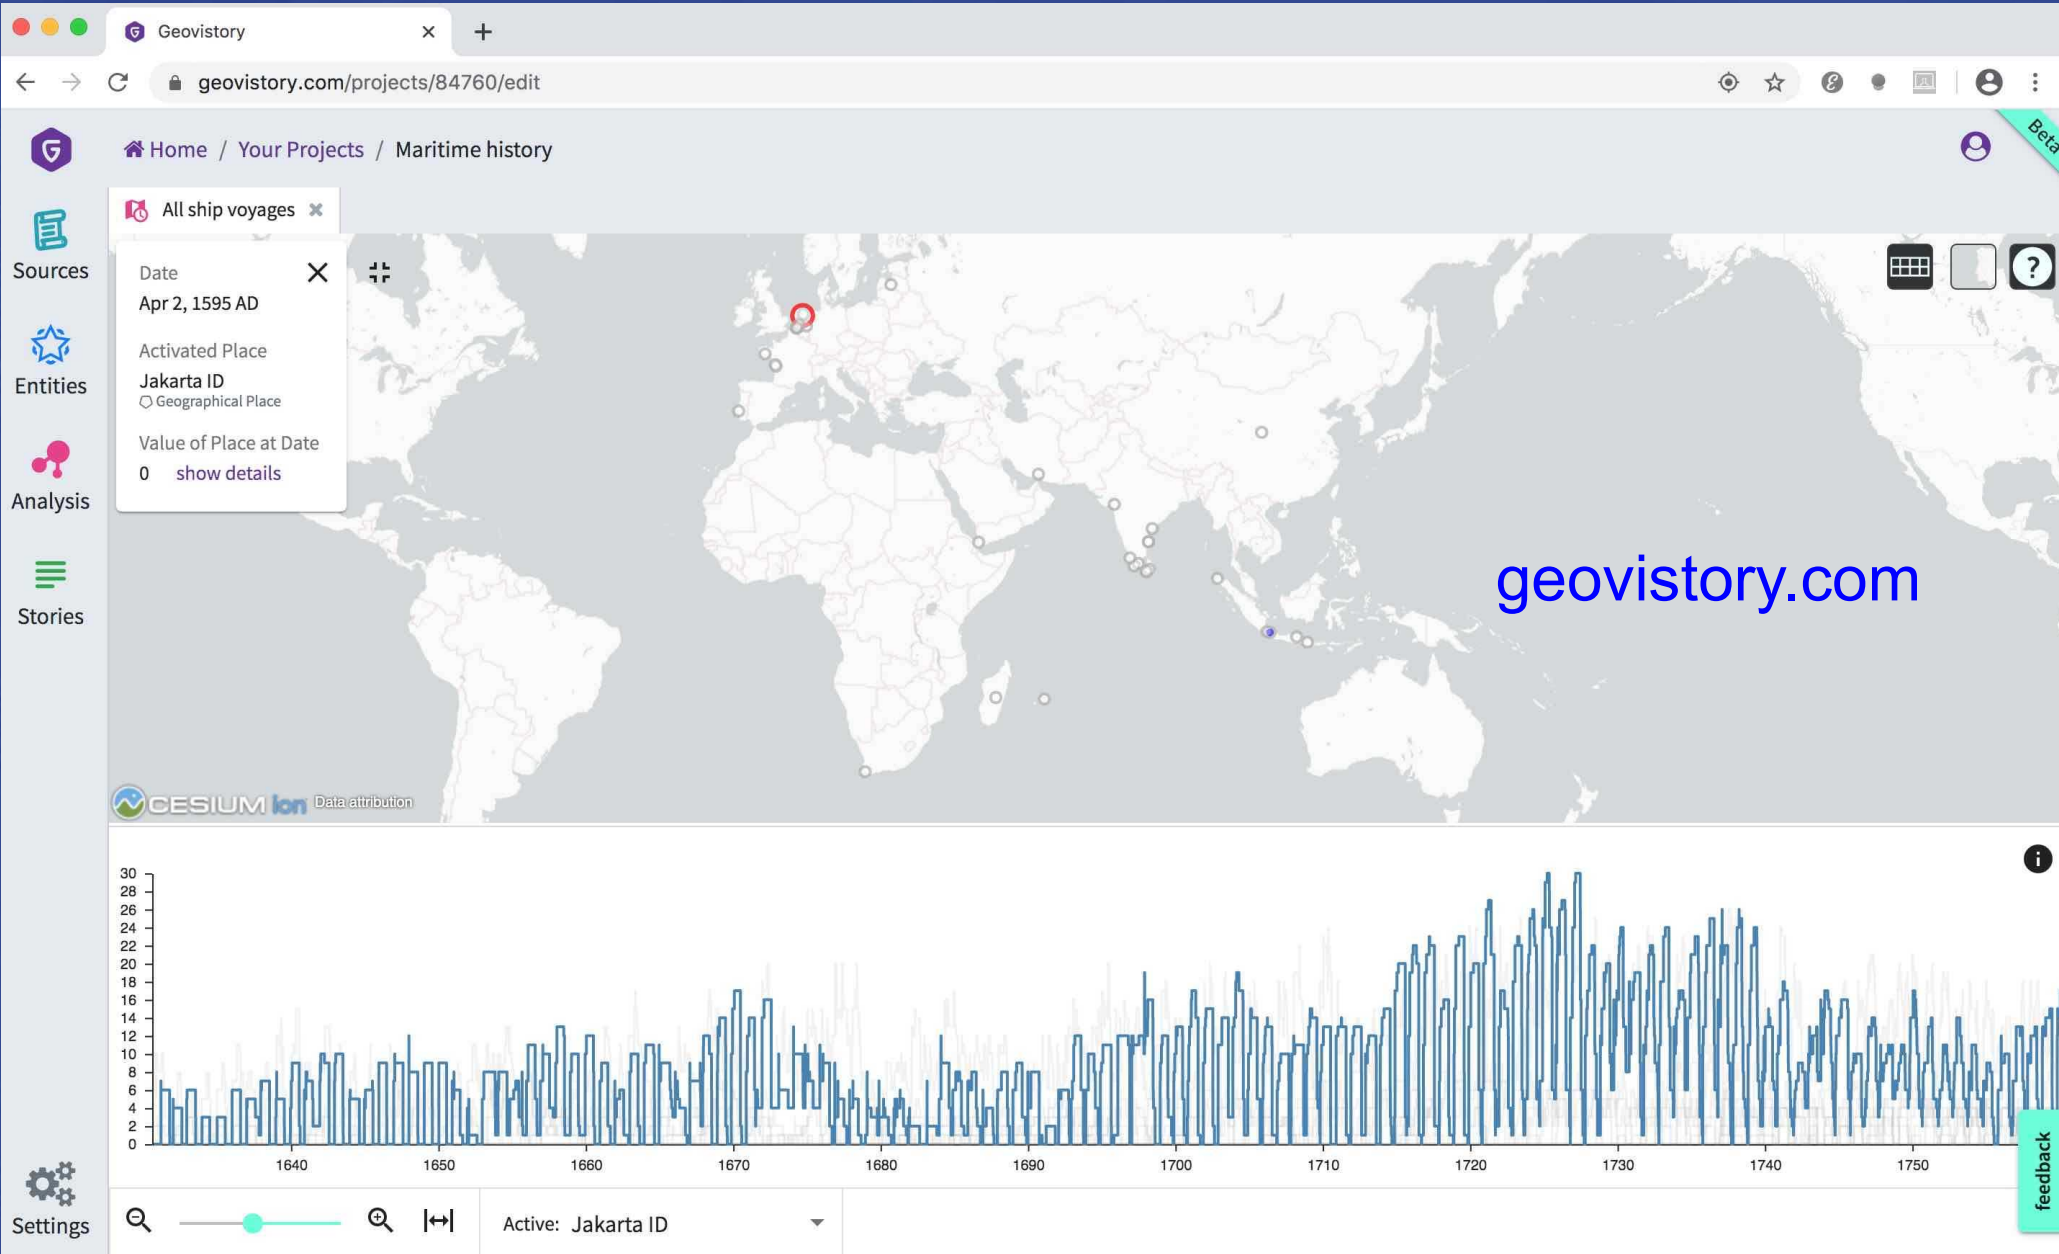 Geovistory
geovistory.com/projects/84760/edit
Home / Your Projects / Maritime history
Beta
All ship voyages
Sources
Entities
Analysis
Stories
Settings
Date
Apr 2, 1595 AD
Activated Place
Jakarta ID
Geographical Place
Value of Place at Date
0 show details
?
geovistory.com
CESIUM ion Data attribution
i
30
28
26
24
22
20
18
16
14
12
10
8
6
4
2
0
1640 1650 1660 1670 1680 1690 1700 1710 1720 1730 1740 1750
feedback
Active: Jakarta ID